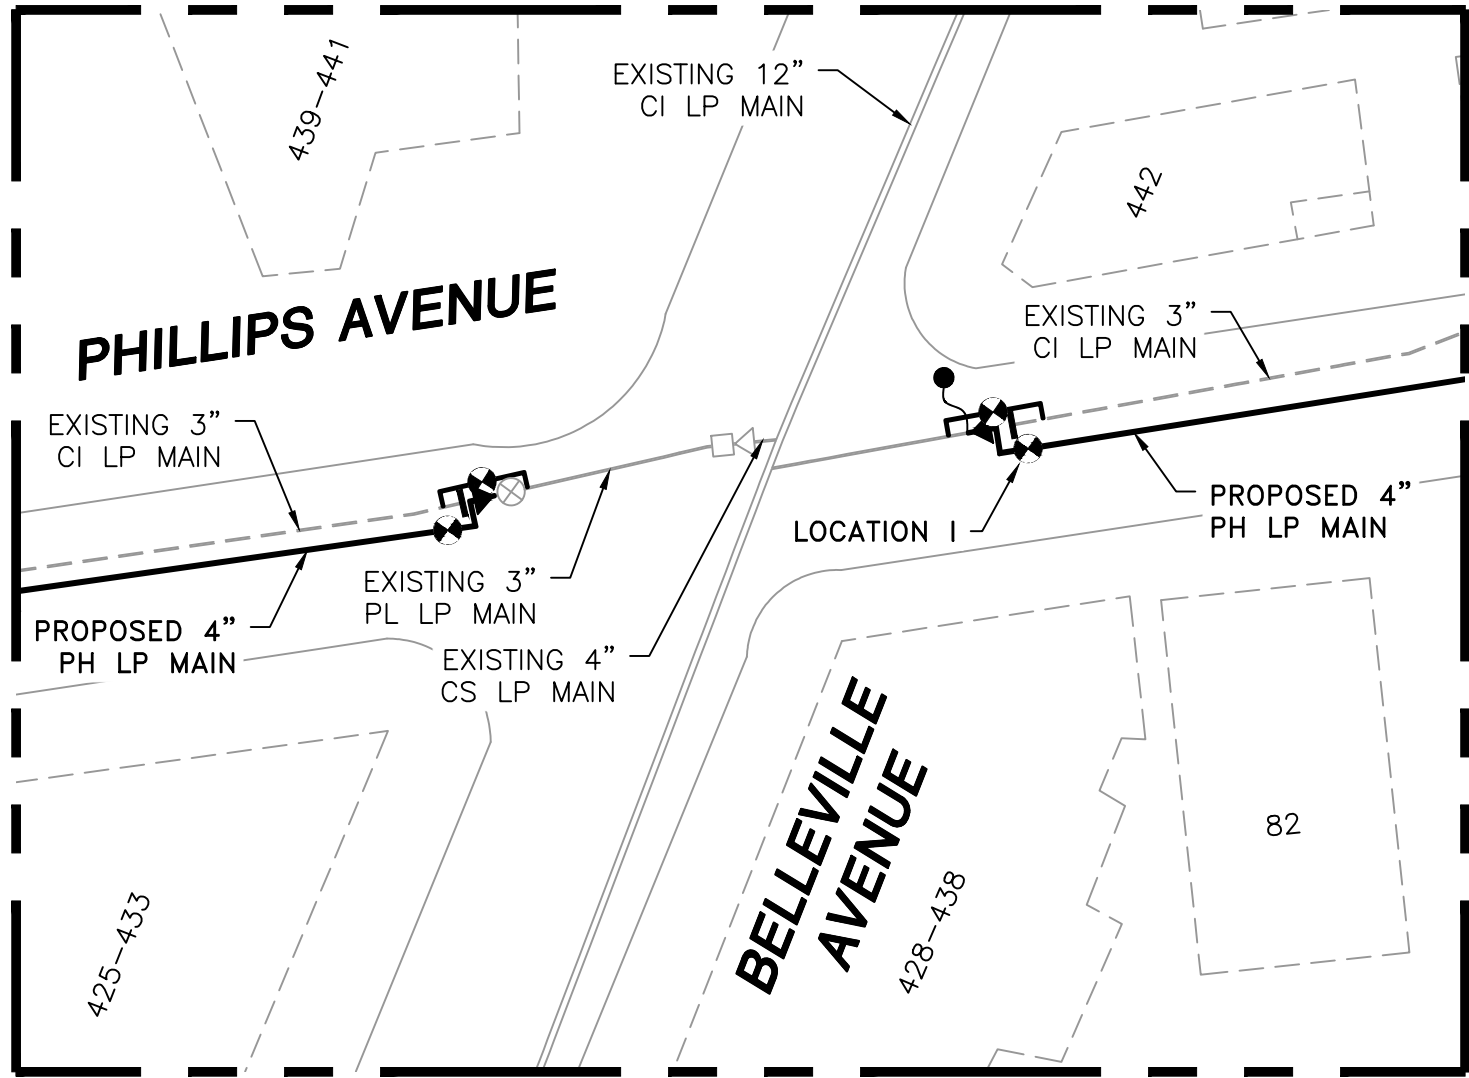 439-441
EXISTING 12"
CI LP MAIN
442
PHILLIPS AVENUE
EXISTING 3"
CI LP MAIN
EXISTING 3"
CI LP MAIN
PROPOSED 4"
PH LP MAIN
LOCATION 1
EXISTING 3"
PL LP MAIN
PROPOSED 4"
PH LP MAIN
EXISTING 4"
CS LP MAIN
BELLEVILLE
AVENUE
82
425-433
428-438